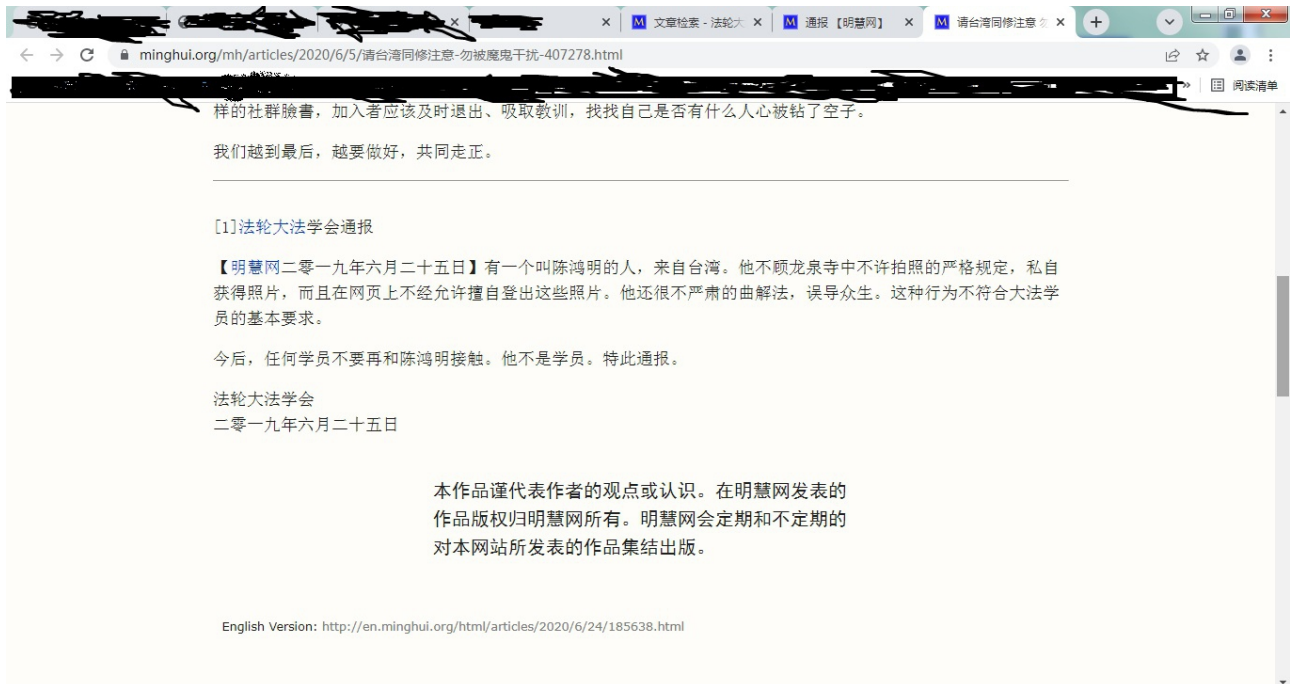 文章检索 - 法轮大
通报 【明慧网】
请台湾同修注意
minghui.org/mh/articles/2020/6/5/请台湾同修注意-勿被魔鬼干扰-407278.html
阅读清单
样的社群臉書，加入者应该及时退出、吸取教训，找找自己是否有什么人心被钻了空子。
我们越到最后，越要做好，共同走正。
[1]法轮大法学会通报
【明慧网二零一九年六月二十五日】有一个叫陈鸿明的人，来自台湾。他不顾龙泉寺中不许拍照的严格规定，私自
获得照片，而且在网页上不经允许擅自登出这些照片。他还很不严肃的曲解法，误导众生。这种行为不符合大法学
员的基本要求。
今后，任何学员不要再和陈鸿明接触。他不是学员。特此通报。
法轮大法学会
二零一九年六月二十五日
本作品谨代表作者的观点或认识。在明慧网发表的
作品版权归明慧网所有。明慧网会定期和不定期的
对本网站所发表的作品集结出版。
English Version: http://en.minghui.org/html/articles/2020/6/24/185638.html